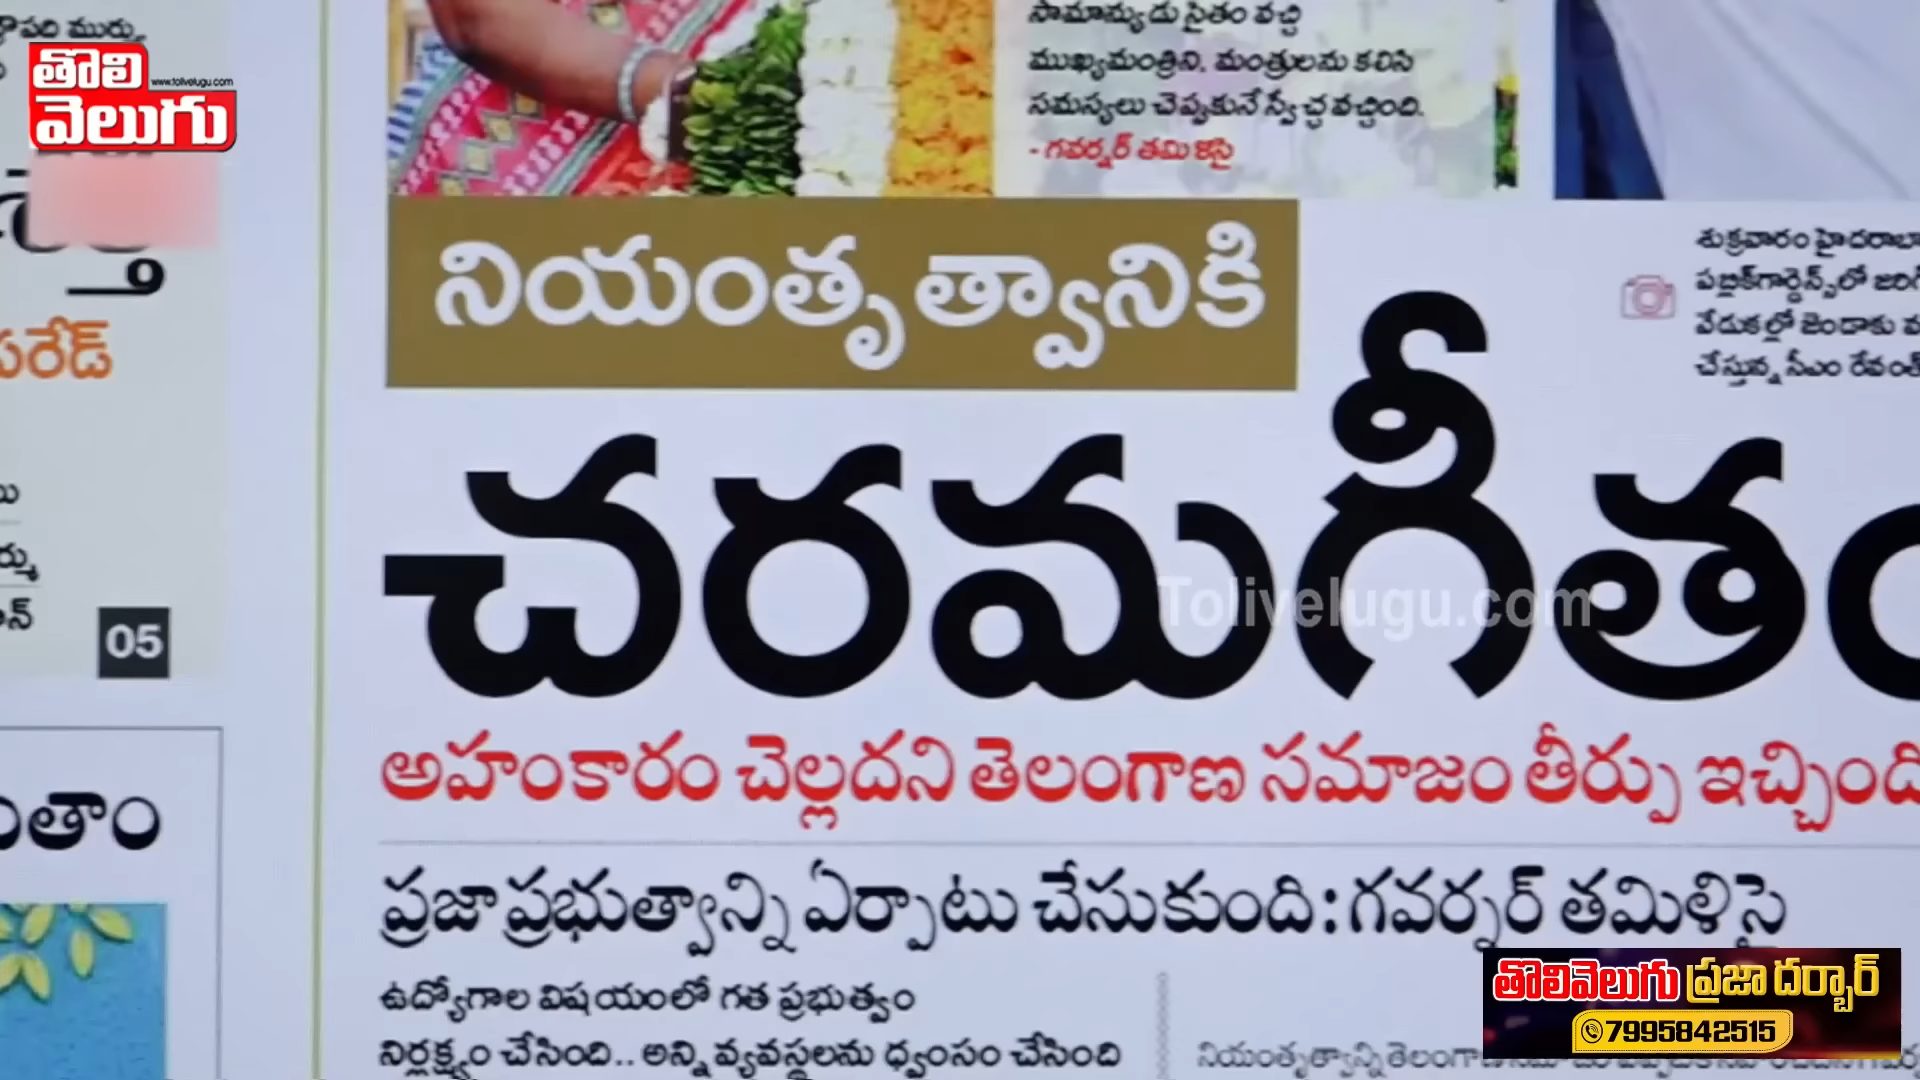 తొలి
www.tolivelugu.com
వెలుగు
05
సామాన్యుడు సైతం వచ్చి
ముఖ్యమంత్రిని, మంత్రులను కలిసి
సమస్యలు చెప్పుకునే స్వేచ్ఛ వచ్చింది.
- గవర్నర్ తమిళిసై
నియంతృత్వానికి
చరమగీతం
అహంకారం చెల్లదని తెలంగాణ సమాజం తీర్పు ఇచ్చింది
ప్రజాప్రభుత్వాన్ని ఏర్పాటు చేసుకుంది : గవర్నర్ తమిళిసై
ఉద్యోగాల విషయంలో గత ప్రభుత్వం
నిర్లక్ష్యం చేసింది.. అన్ని వ్యవస్థలను ధ్వంసం చేసింది
శుక్రవారం
పబ్లిక్‌గార్డెన్స్‌లో
వేడుకల్లో జెండాకు
చేస్తున్న సీఎం రేవంత్
Tolivelugu.com
తొలివెలుగు ప్రజా దర్బార్
7995842515